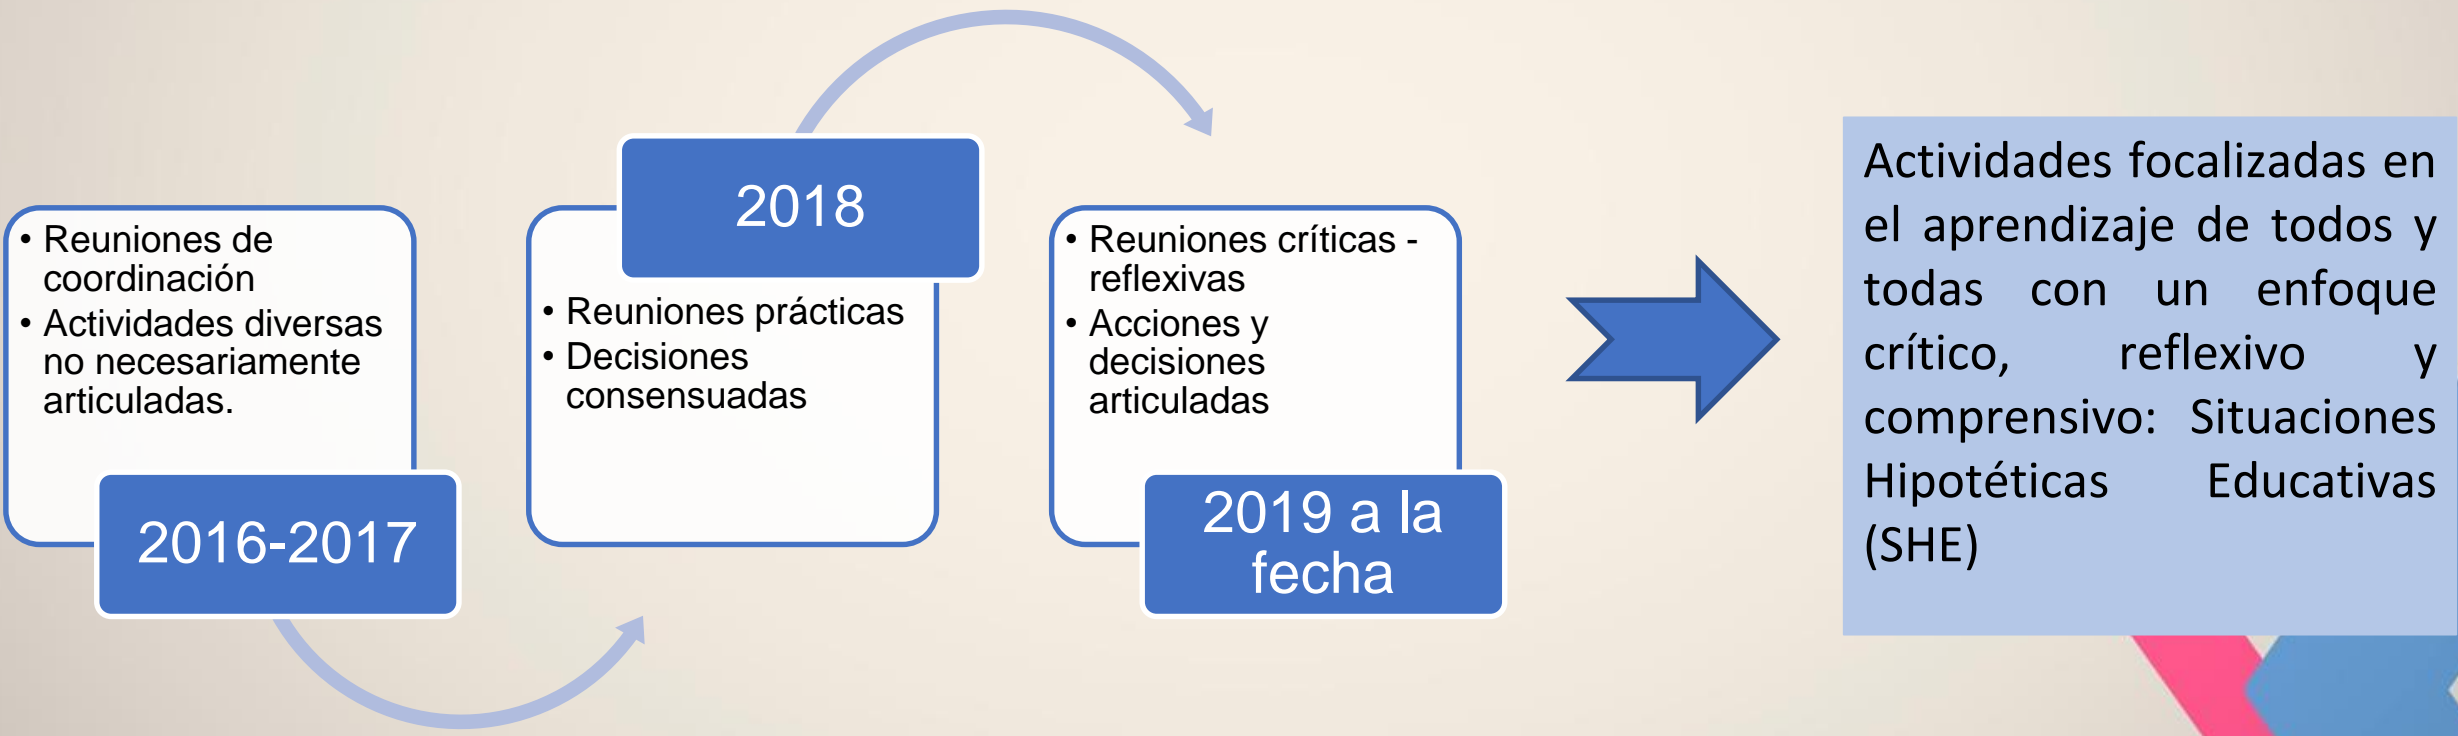 • Reuniones de
coordinación
• Actividades diversas
no necesariamente
articuladas.
2016-2017
2018
• Reuniones prácticas
• Decisiones
consensuadas
• Reuniones críticas -
reflexivas
• Acciones y
decisiones
articuladas
2019 a la
fecha
Actividades focalizadas en
el aprendizaje de todos y
todas con un enfoque
crítico, reflexivo y
comprensivo: Situaciones
Hipotéticas Educativas
(SHE)